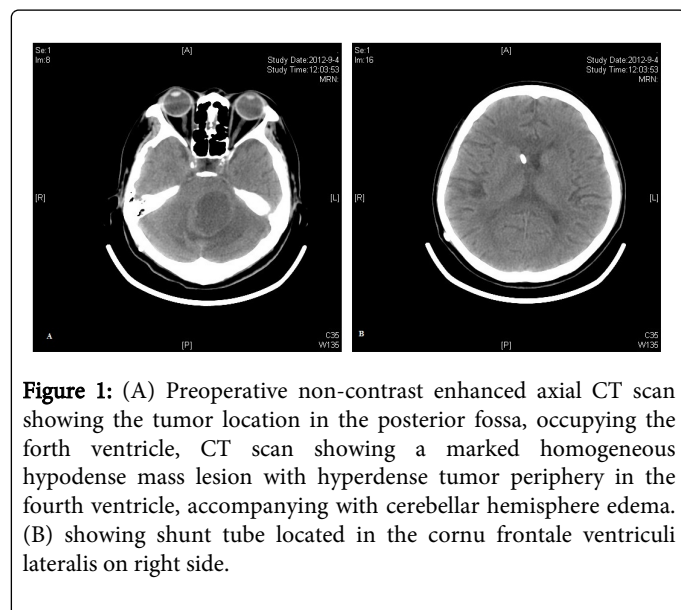 Se:1
Im:8
[A]
Study Date:2012-9-4
Study Time:12:03:53
MRN:
[R]
[L]
A
[P]
C35
W135
Se:1
Im:16
[A]
Study Date:2012-9-4
Study Time:12:03:53
MRN:
[R]
[L]
B
[P]
C35
W135
Figure 1: (A) Preoperative non-contrast enhanced axial CT scan
showing the tumor location in the posterior fossa, occupying the
forth ventricle, CT scan showing a marked homogeneous
hypodense mass lesion with hyperdense tumor periphery in the
fourth ventricle, accompanying with cerebellar hemisphere edema.
(B) showing shunt tube located in the cornu frontale ventriculi
lateralis on right side.